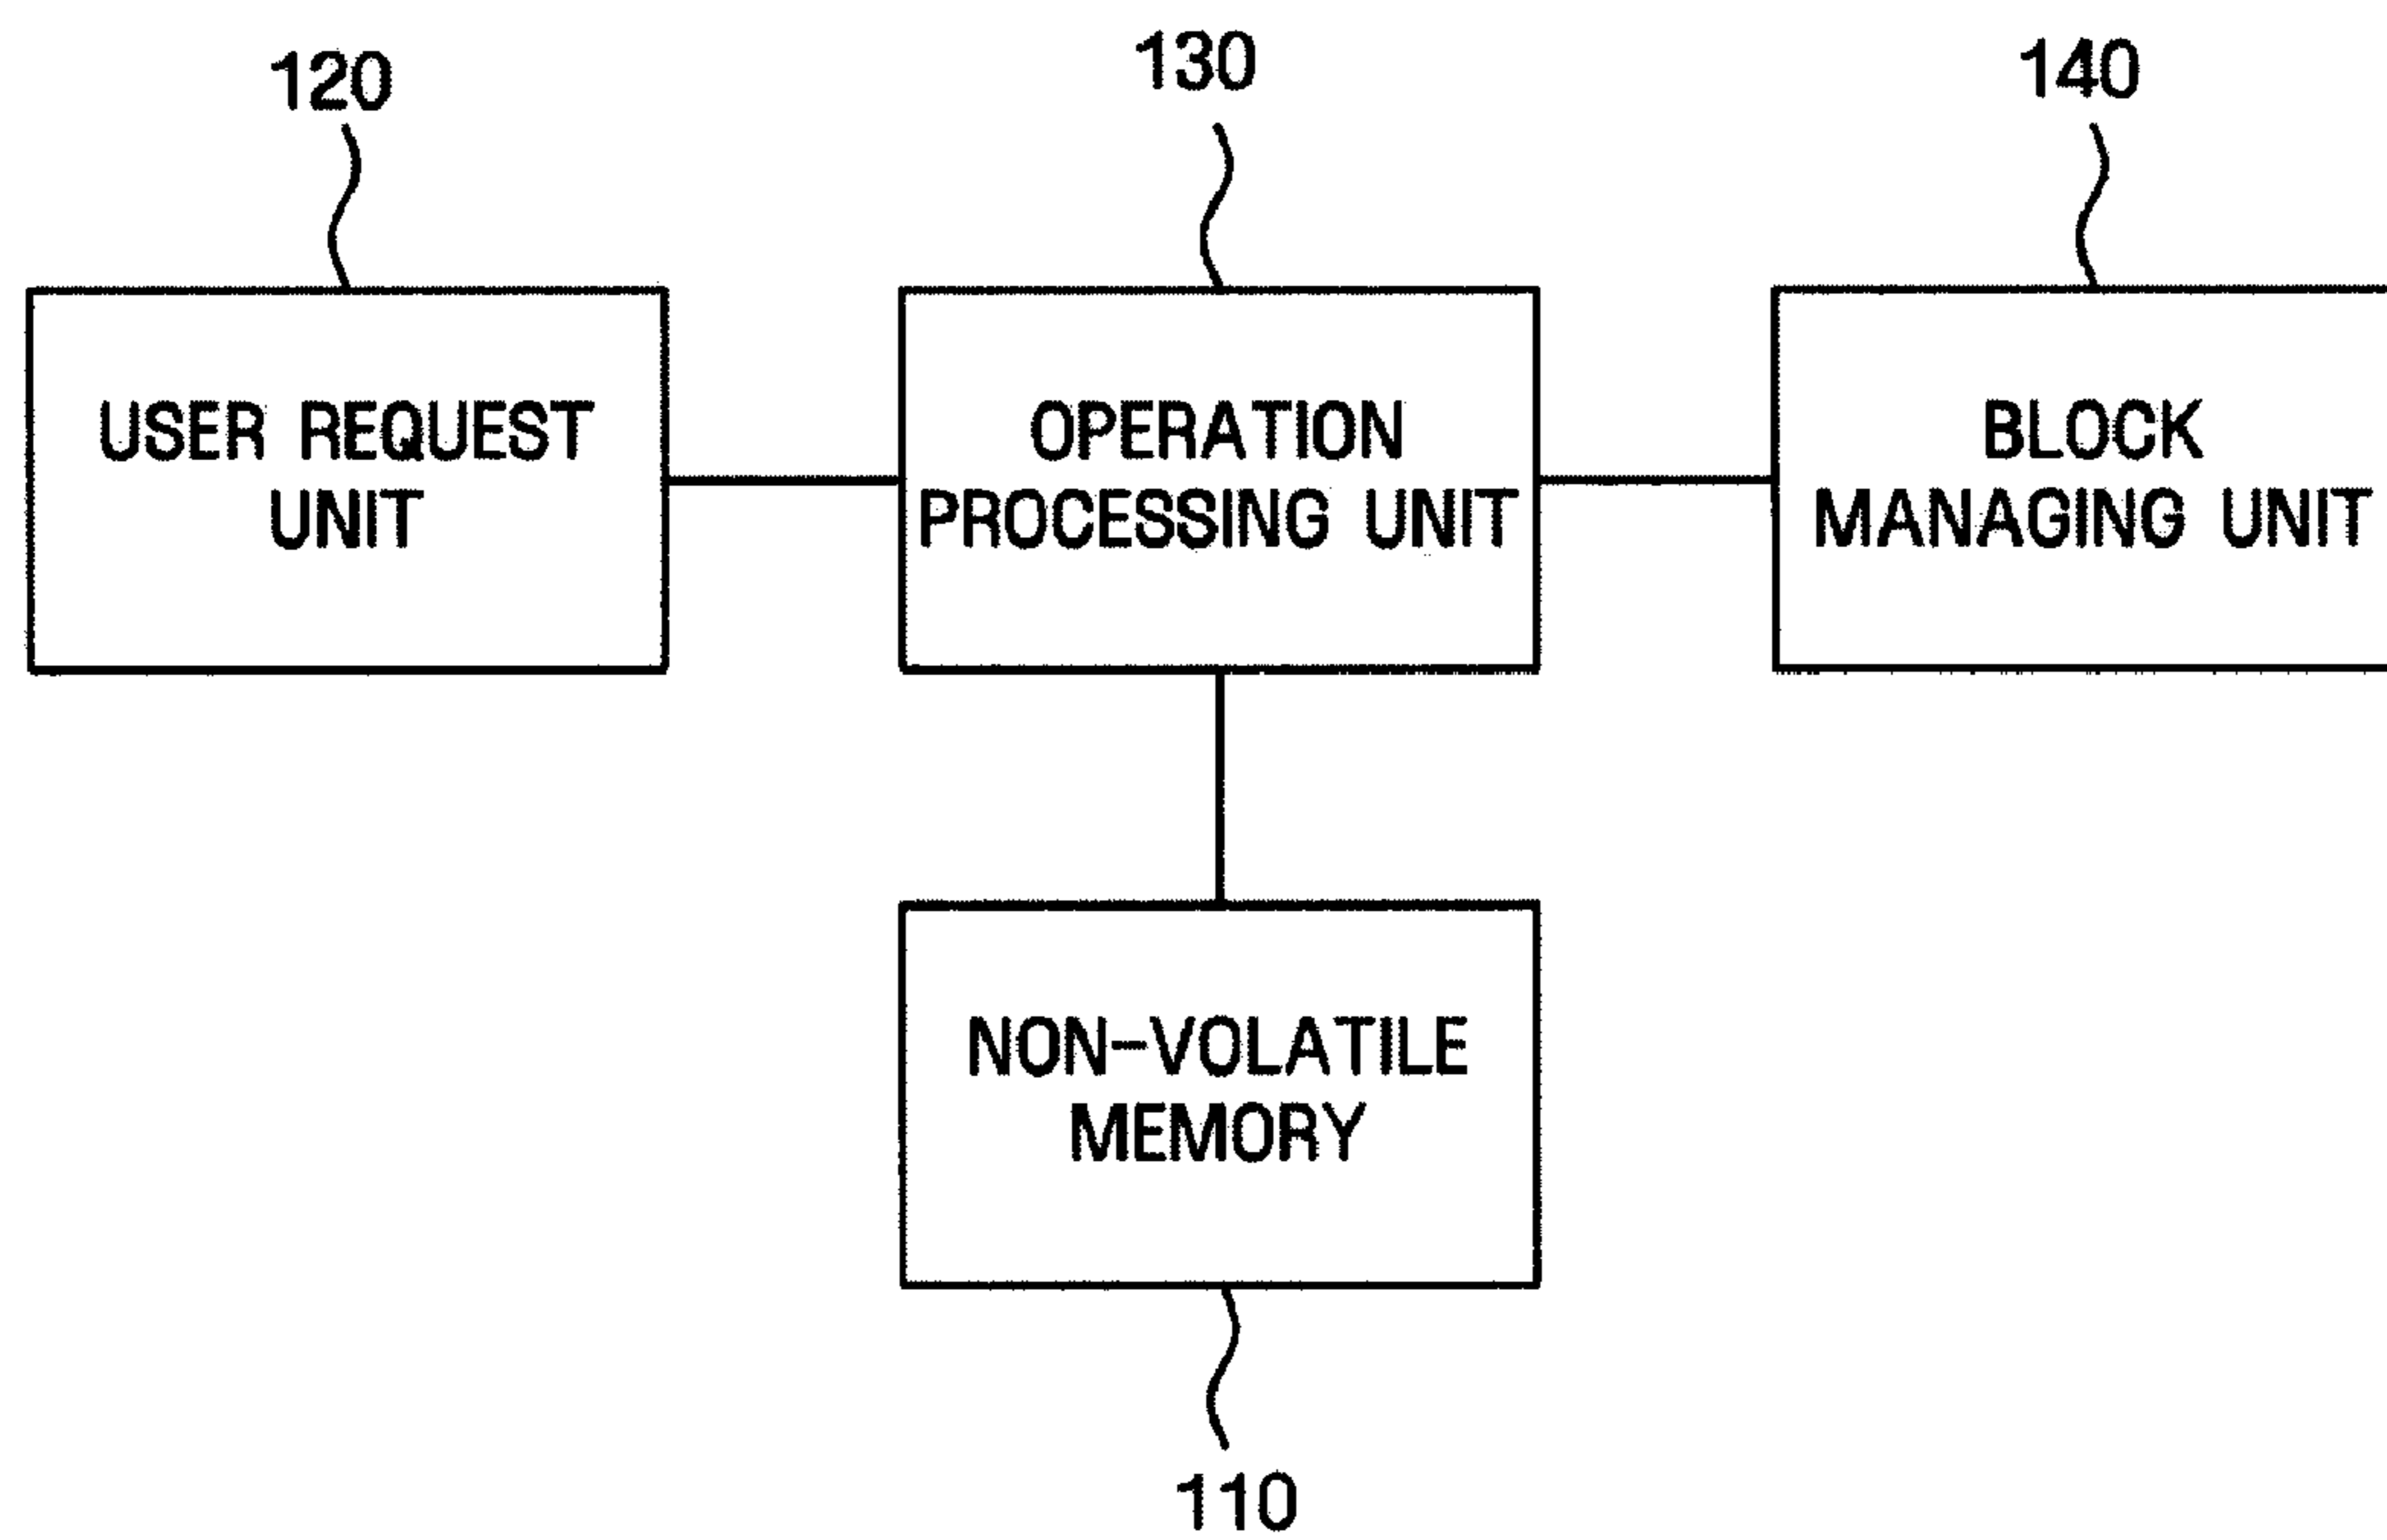 120
130
140
USER REQUEST
UNIT
OPERATION
PROCESSING UNIT
BLOCK
MANAGING UNIT
NON-VOLATILE
MEMORY
110